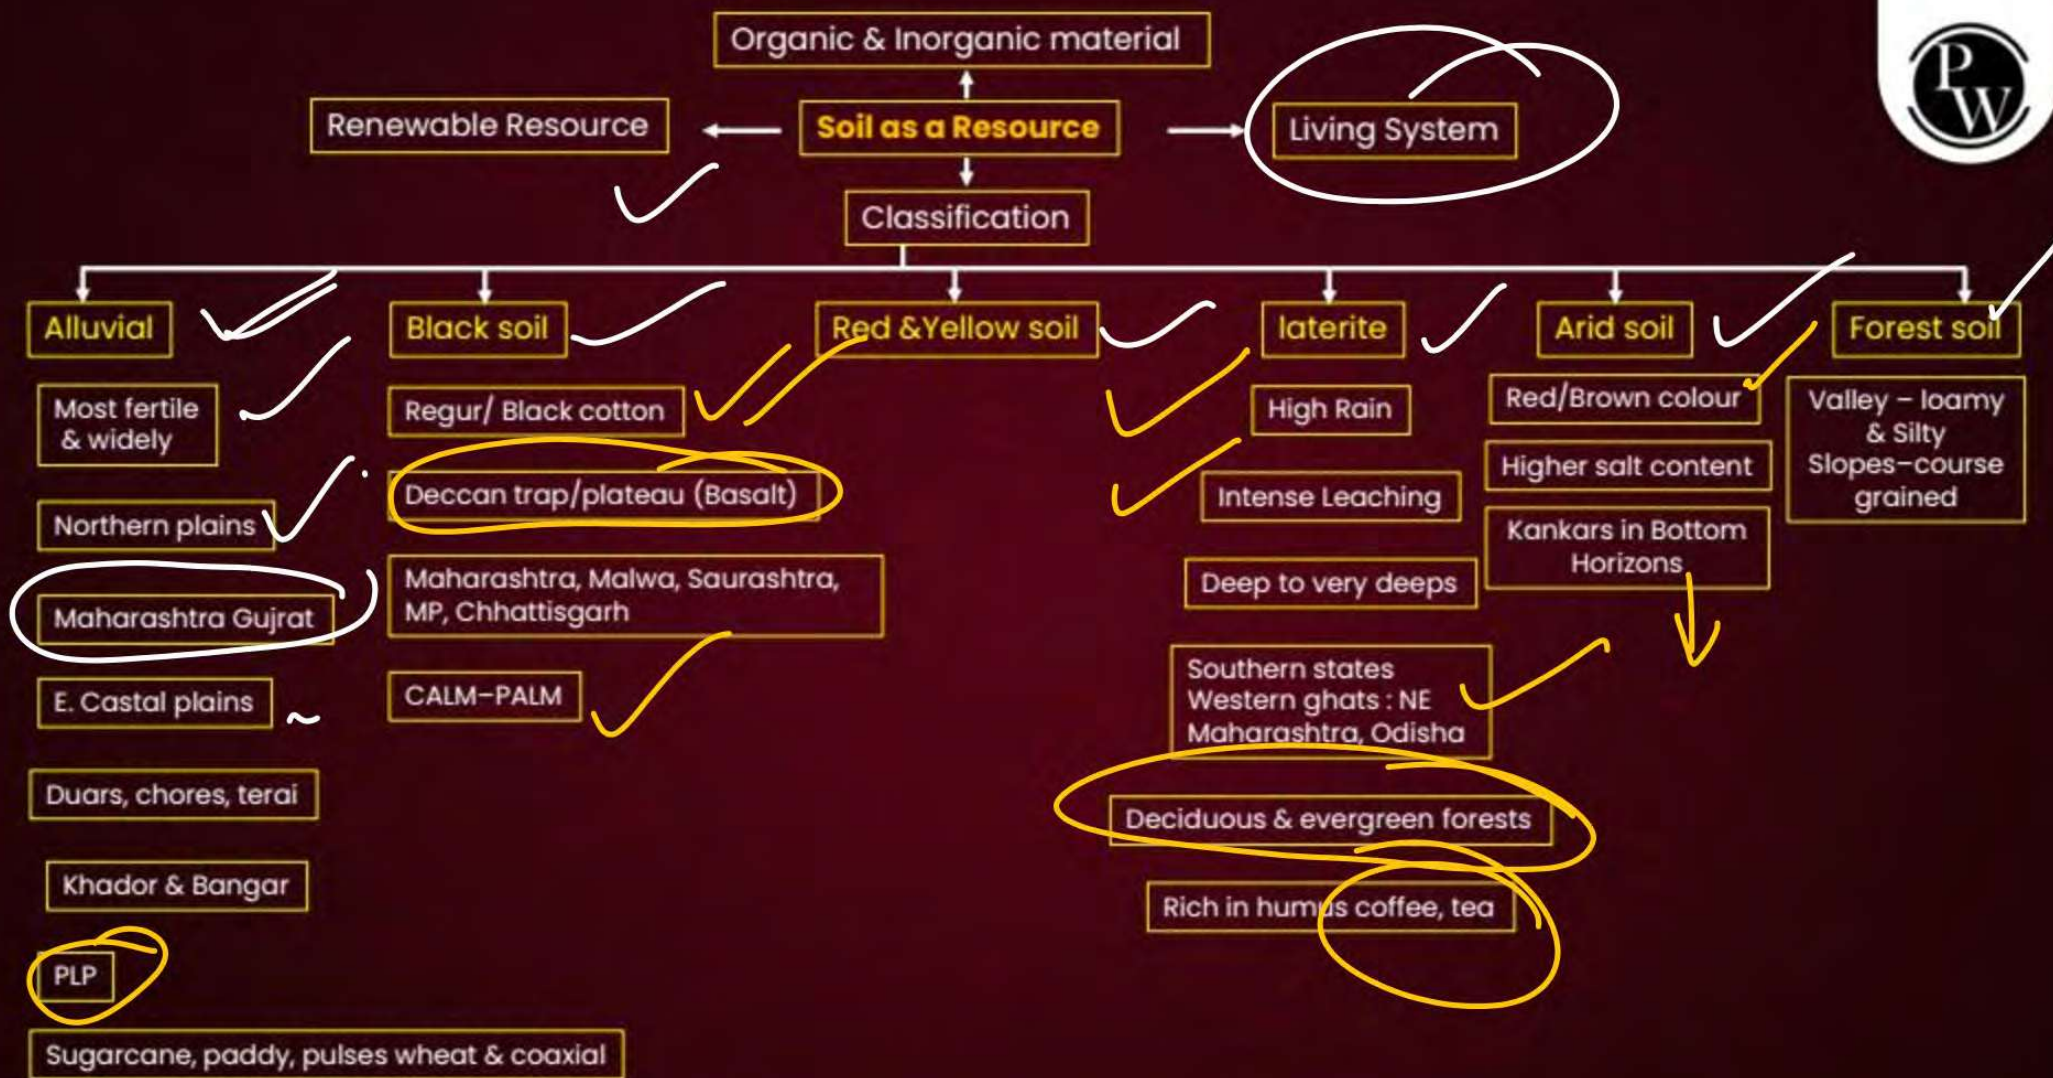 Organic & Inorganic material
P
W
Renewable Resource
Soil as a Resource
Living System
Classification
Alluvial
Black soil
Red &Yellow soil
laterite
Arid soil
Forest soil
Most fertile
& widely
Northern plains
Maharashtra Gujrat
E. Castal plains
Duars, chores, terai
Khador & Bangar
PLP
Sugarcane, paddy, pulses wheat & coaxial
Regur/ Black cotton
Deccan trap/plateau (Basalt)
Maharashtra, Malwa, Saurashtra,
MP, Chhattisgarh
CALM–PALM
High Rain
Intense Leaching
Deep to very deeps
Southern states
Western ghats : NE
Maharashtra, Odisha
Deciduous & evergreen forests
Rich in humus coffee, tea
Red/Brown colour
Higher salt content
Kankars in Bottom
Horizons
Valley – loamy
& Silty
Slopes–course
grained